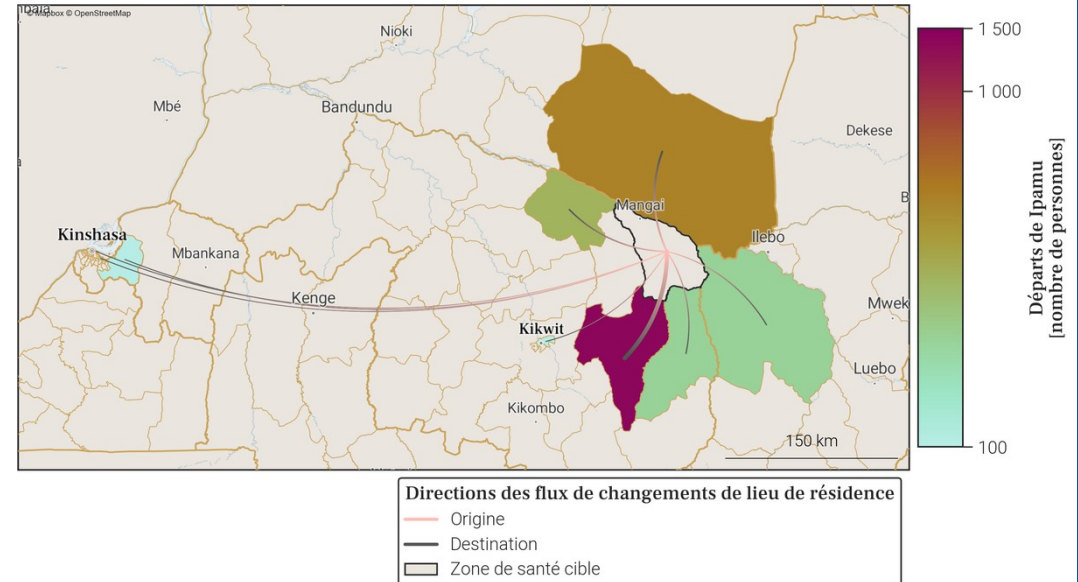 © Mapbox © OpenStreetMap
Nioki
Mbé
Bandundu
Dekese
Mangai
Kinshasa
Mbankana
Ilebo
Kenge
Mwek
Kikwit
Luebo
Kikombo
150 km
1 500
1 000
100
Départs de Ipamu
[nombre de personnes]
Directions des flux de changements de lieu de résidence
Origine
Destination
Zone de santé cible